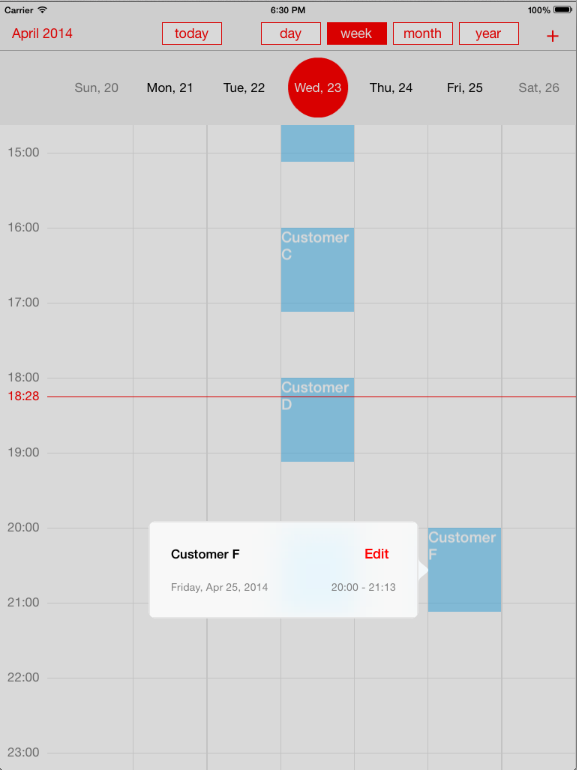 Carrier 6:30 PM 100%
April 2014 today day week month year +
Sun, 20 Mon, 21 Tue, 22 Wed, 23 Thu, 24 Fri, 25 Sat, 26
15:00
16:00
Customer
C
17:00
18:00
Customer
D
18:28
19:00
20:00
Customer
F
Customer F Edit
Friday, Apr 25, 2014 20:00 - 21:13
21:00
22:00
23:00